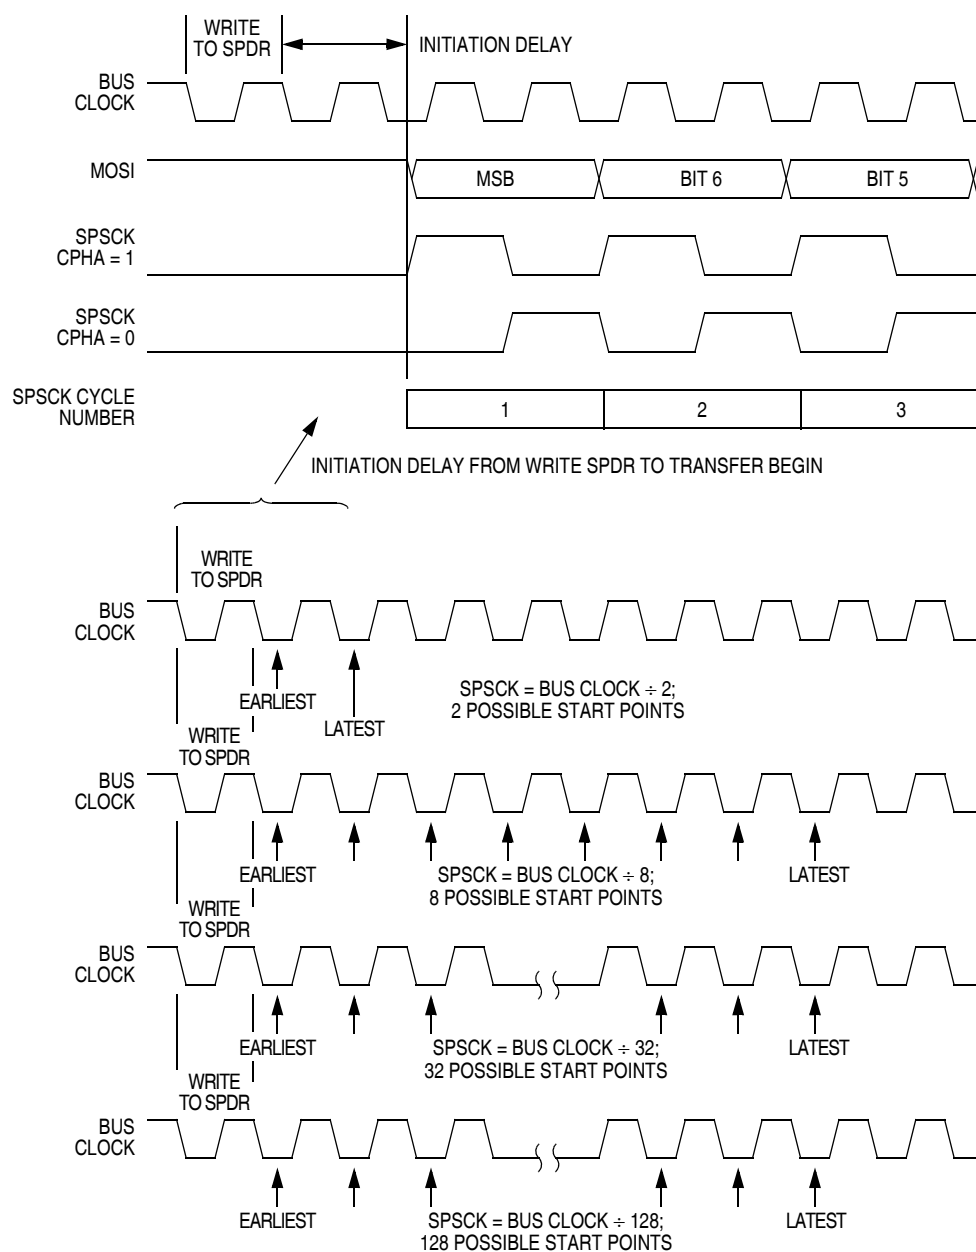 WRITE
TO SPDR
INITIATION DELAY
BUS
CLOCK
MOSI
MSB
BIT 6
BIT 5
SPSCK
CPHA = 1
SPSCK
CPHA = 0
SPSCK CYCLE
NUMBER
1
2
3
INITIATION DELAY FROM WRITE SPDR TO TRANSFER BEGIN
WRITE
TO SPDR
BUS
CLOCK
EARLIEST
LATEST
SPSCK = BUS CLOCK ÷ 2;
2 POSSIBLE START POINTS
WRITE
TO SPDR
BUS
CLOCK
EARLIEST
SPSCK = BUS CLOCK ÷ 8;
8 POSSIBLE START POINTS
LATEST
WRITE
TO SPDR
BUS
CLOCK
EARLIEST
SPSCK = BUS CLOCK ÷ 32;
32 POSSIBLE START POINTS
LATEST
WRITE
TO SPDR
BUS
CLOCK
EARLIEST
SPSCK = BUS CLOCK ÷ 128;
128 POSSIBLE START POINTS
LATEST